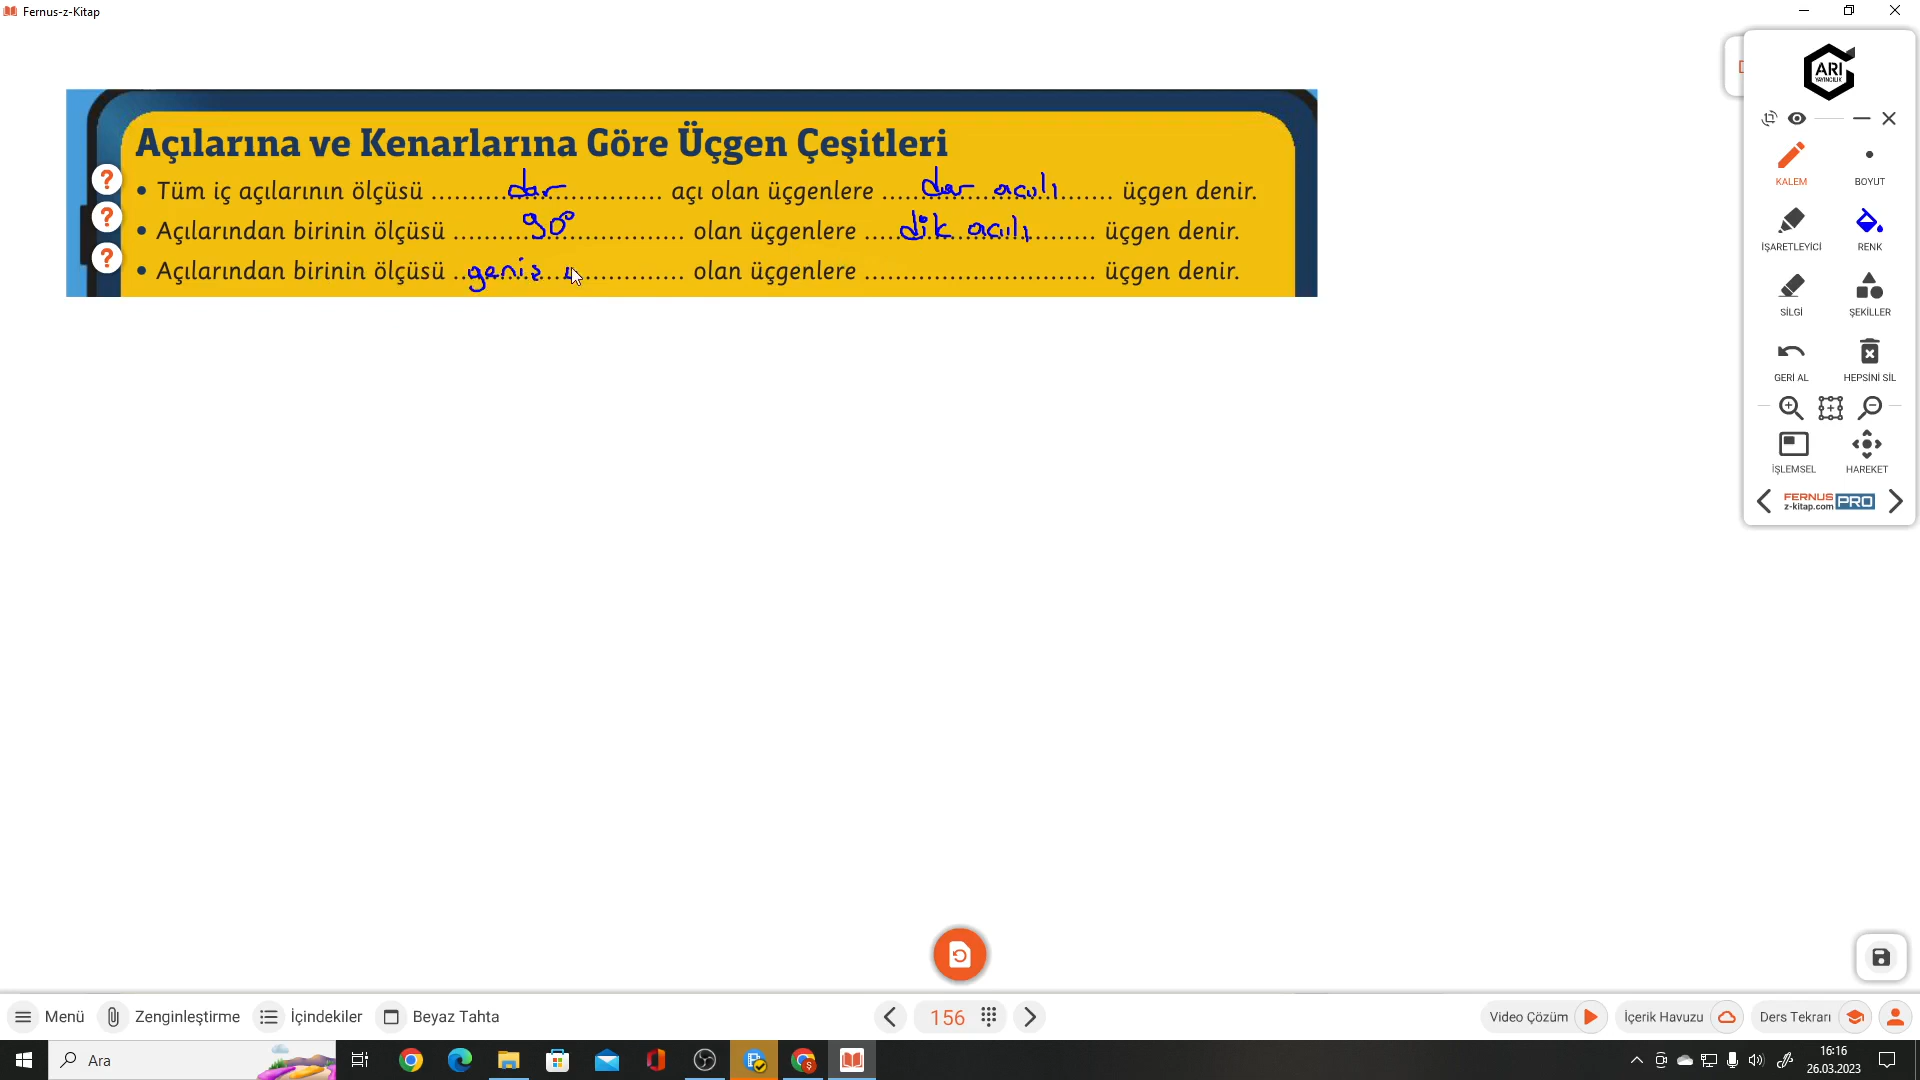 Fernus-z-Kitap
ARI
YAYINCILIK
Açılarına ve Kenarlarına Göre Üçgen Çeşitleri
? • Tüm iç açılarının ölçüsü ......dar...... açı olan üçgenlere ......dar açılı...... üçgen denir.
? • Açılarından birinin ölçüsü ......90°...... olan üçgenlere ......dik açılı...... üçgen denir.
? • Açılarından birinin ölçüsü ......geniş...... olan üçgenlere .............................. üçgen denir.
KALEM BOYUT
İŞARETLEYİCİ RENK
SİLGİ ŞEKİLLER
GERİ AL HEPSİNİ SİL
İŞLEMSEL HAREKET
FERNUS PRO
z-kitap.com
Menü Zenginleştirme İçindekiler Beyaz Tahta 156 Video Çözüm İçerik Havuzu Ders Tekrarı
Ara
16:16
26.03.2023